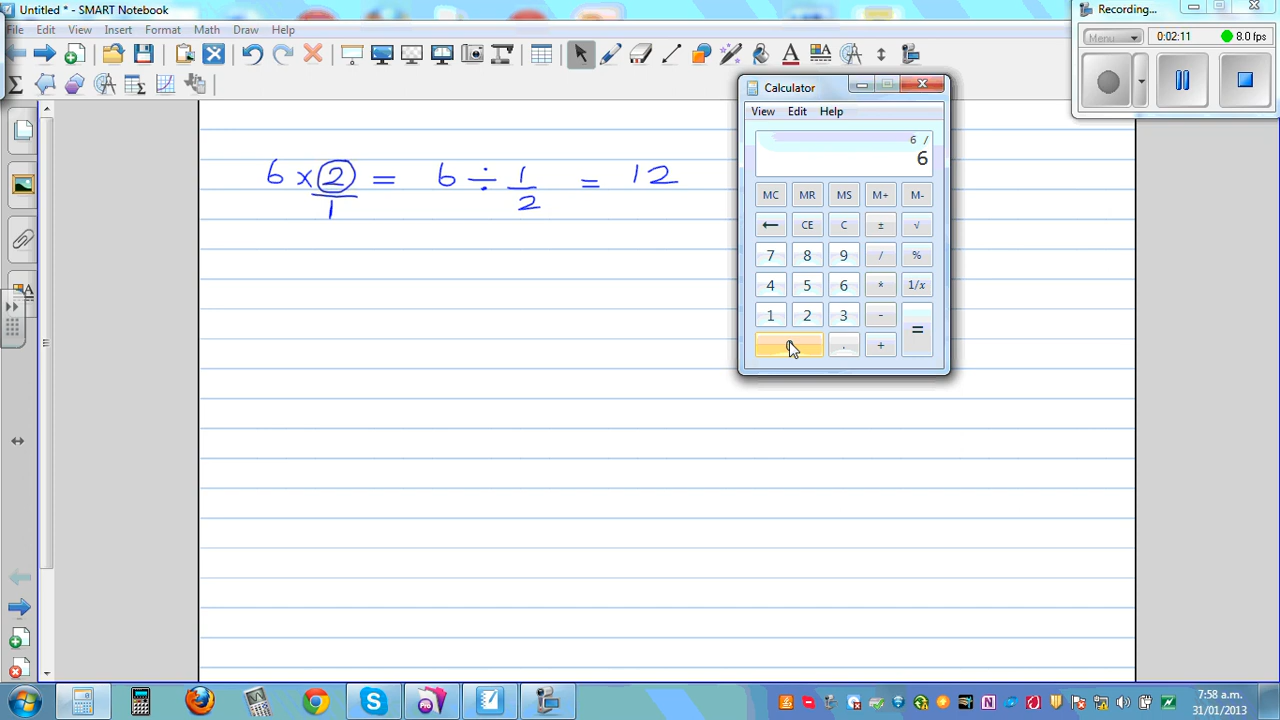 Untitled * - SMART Notebook
File Edit View Insert Format Math Draw Help
Recording...
Menu 0:02:11 8.0 fps
Calculator
View Edit Help
6 /
6
MC MR MS M+ M-
← CE C ± √
7 8 9 / %
4 5 6 * 1/x
1 2 3 - =
0 . +
6 × 2/1 = 6 ÷ 1/2 = 12
7:58 a.m.
31/01/2013